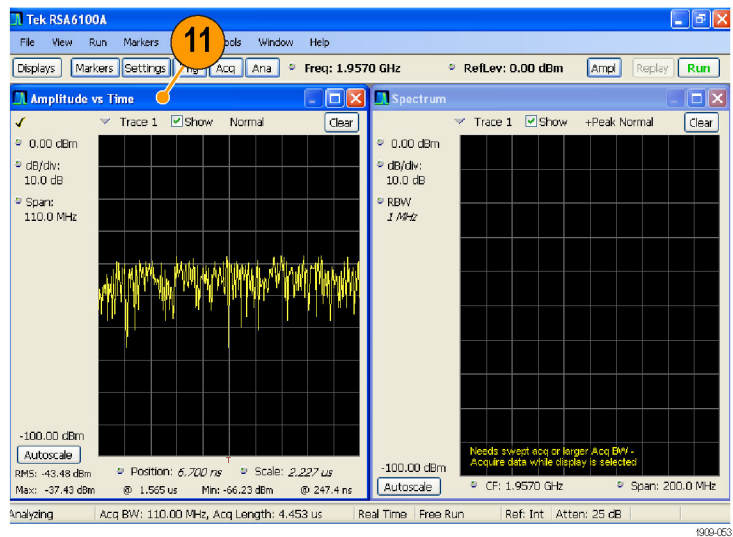 Tek RSA6100A
File View Run Markers Window Help
11
Displays Markers Settings Acq Ana Freq: 1.9570 GHz RefLev: 0.00 dBm Ampl Replay Run
Amplitude vs Time
Trace 1 Show Normal Clear
0.00 dBm
dB/div:
10.0 dB
Span:
110.0 MHz
-100.00 dBm
Autoscale
Position: 6.700 ns Scale: 2.227 us
T
RMS: -43.48 dBm
Max: -37.43 dBm @ 1.565 us Min: -66.23 dBm @ 247.4 ns
Spectrum
Trace 1 Show +Peak Normal Clear
0.00 dBm
dB/div:
10.0 dB
RBW
1 MHz
Needs swept acq or larger Acq BW -
Acquire data while display is selected
-100.00 dBm
Autoscale CF: 1.9570 GHz Span: 200.0 MHz
Analyzing Acq BW: 110.00 MHz, Acq Length: 4.453 us Real Time Free Run Ref: Int Atten: 25 dB
1909-053